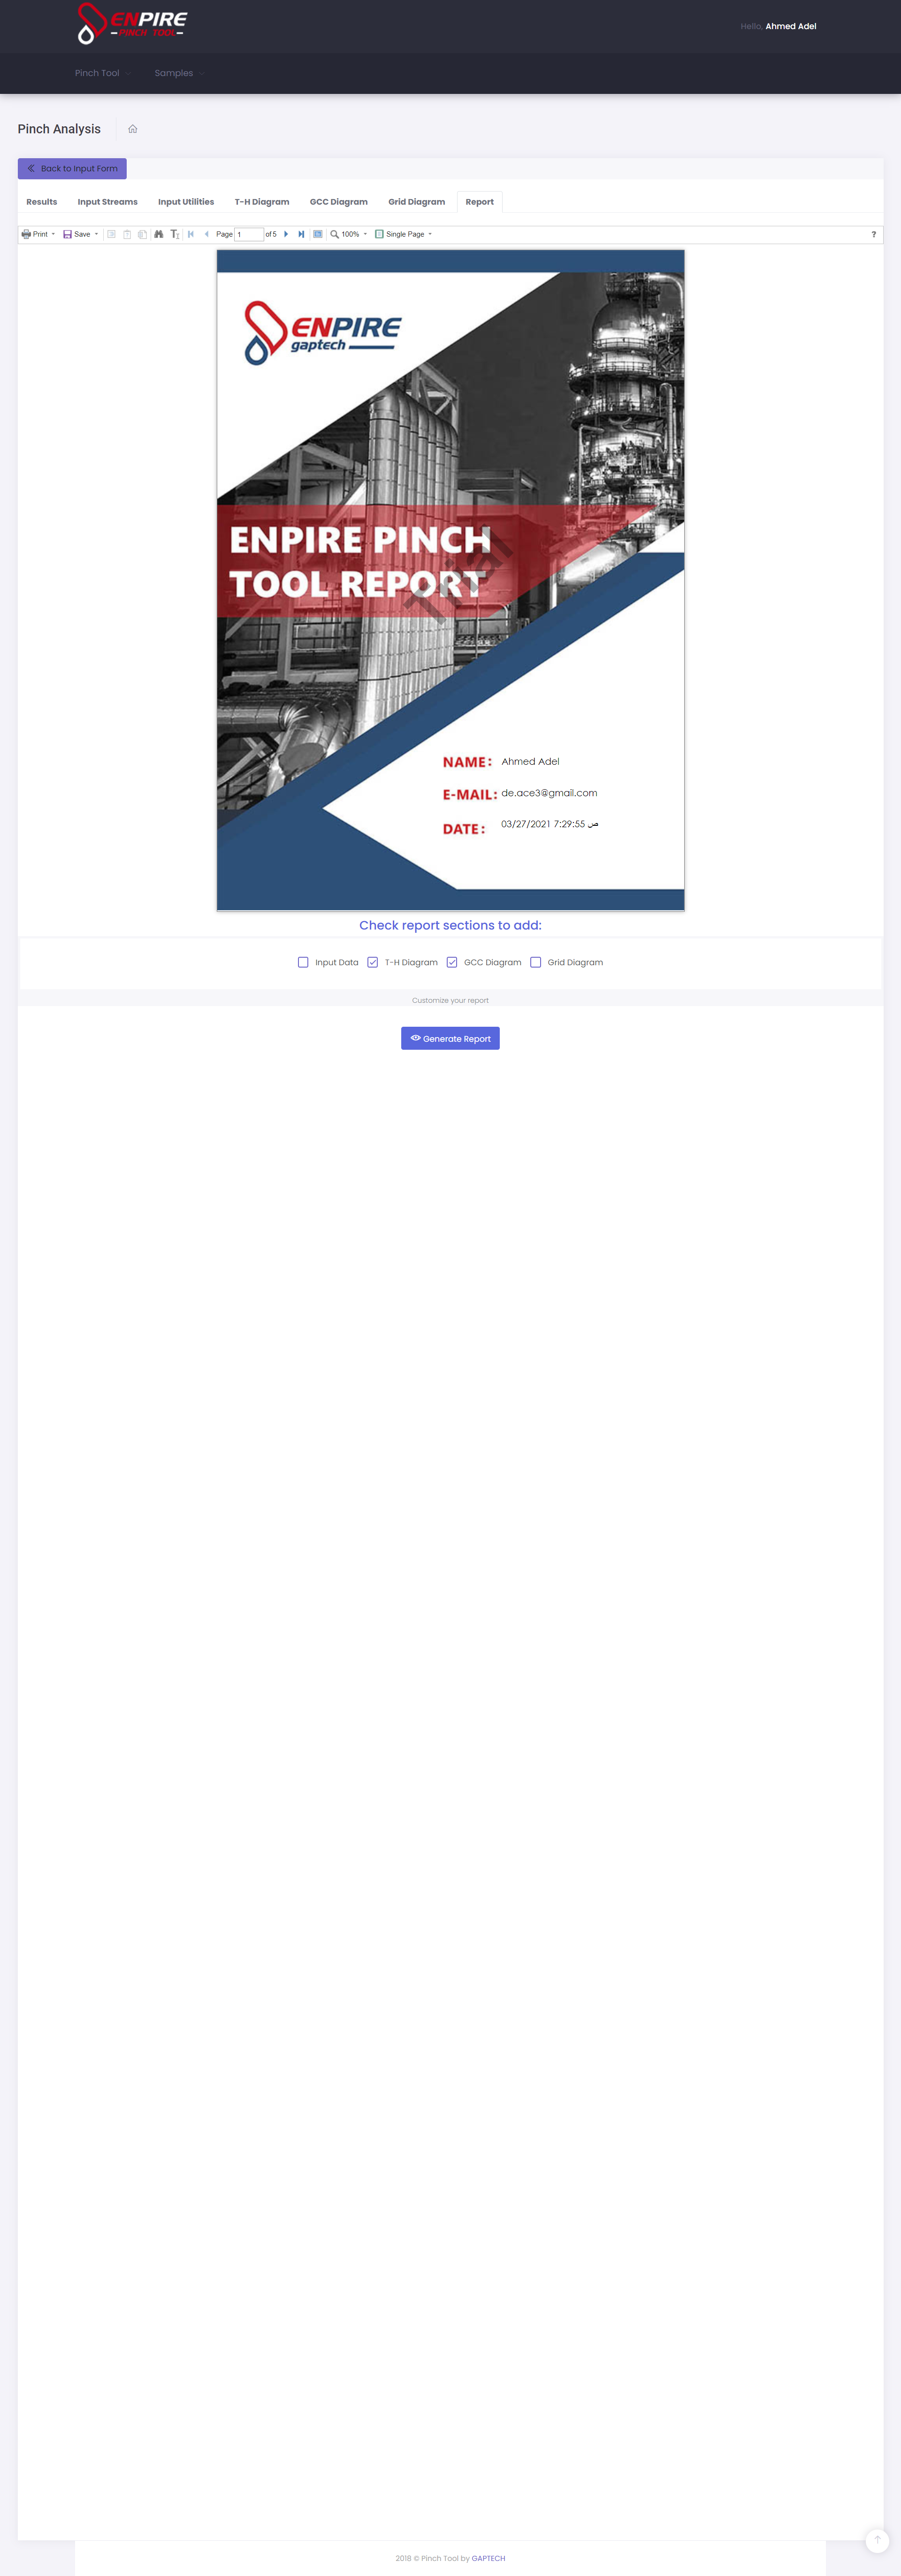 ENPIRE
PINCH TOOL
Hello, Ahmed Adel
Pinch Tool
Samples
Pinch Analysis
Back to Input Form
Results
Input Streams
Input Utilities
T-H Diagram
GCC Diagram
Grid Diagram
Report
Print
Save
Page 1 of 5
100%
Single Page
?
ENPIRE
gaptech
ENPIRE PINCH
TOOL REPORT
Trial
NAME: Ahmed Adel
E-MAIL: de.ace3@gmail.com
DATE: 03/27/2021 7:29:55 ص
Check report sections to add:
Input Data
T-H Diagram
GCC Diagram
Grid Diagram
Customize your report
Generate Report
2018 © Pinch Tool by GAPTECH